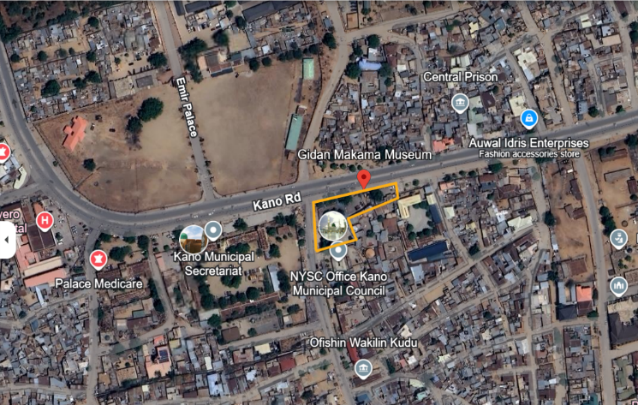 Central Prison
Emir Palace
Auwal Idris Enterprises
Fashion accessories store
Gidan Makama Museum
Kano Rd
H
Kano Municipal
Secretariat
Palace Medicare
NYSC Office Kano
Municipal Council
Ofishin Wakilin Kudu